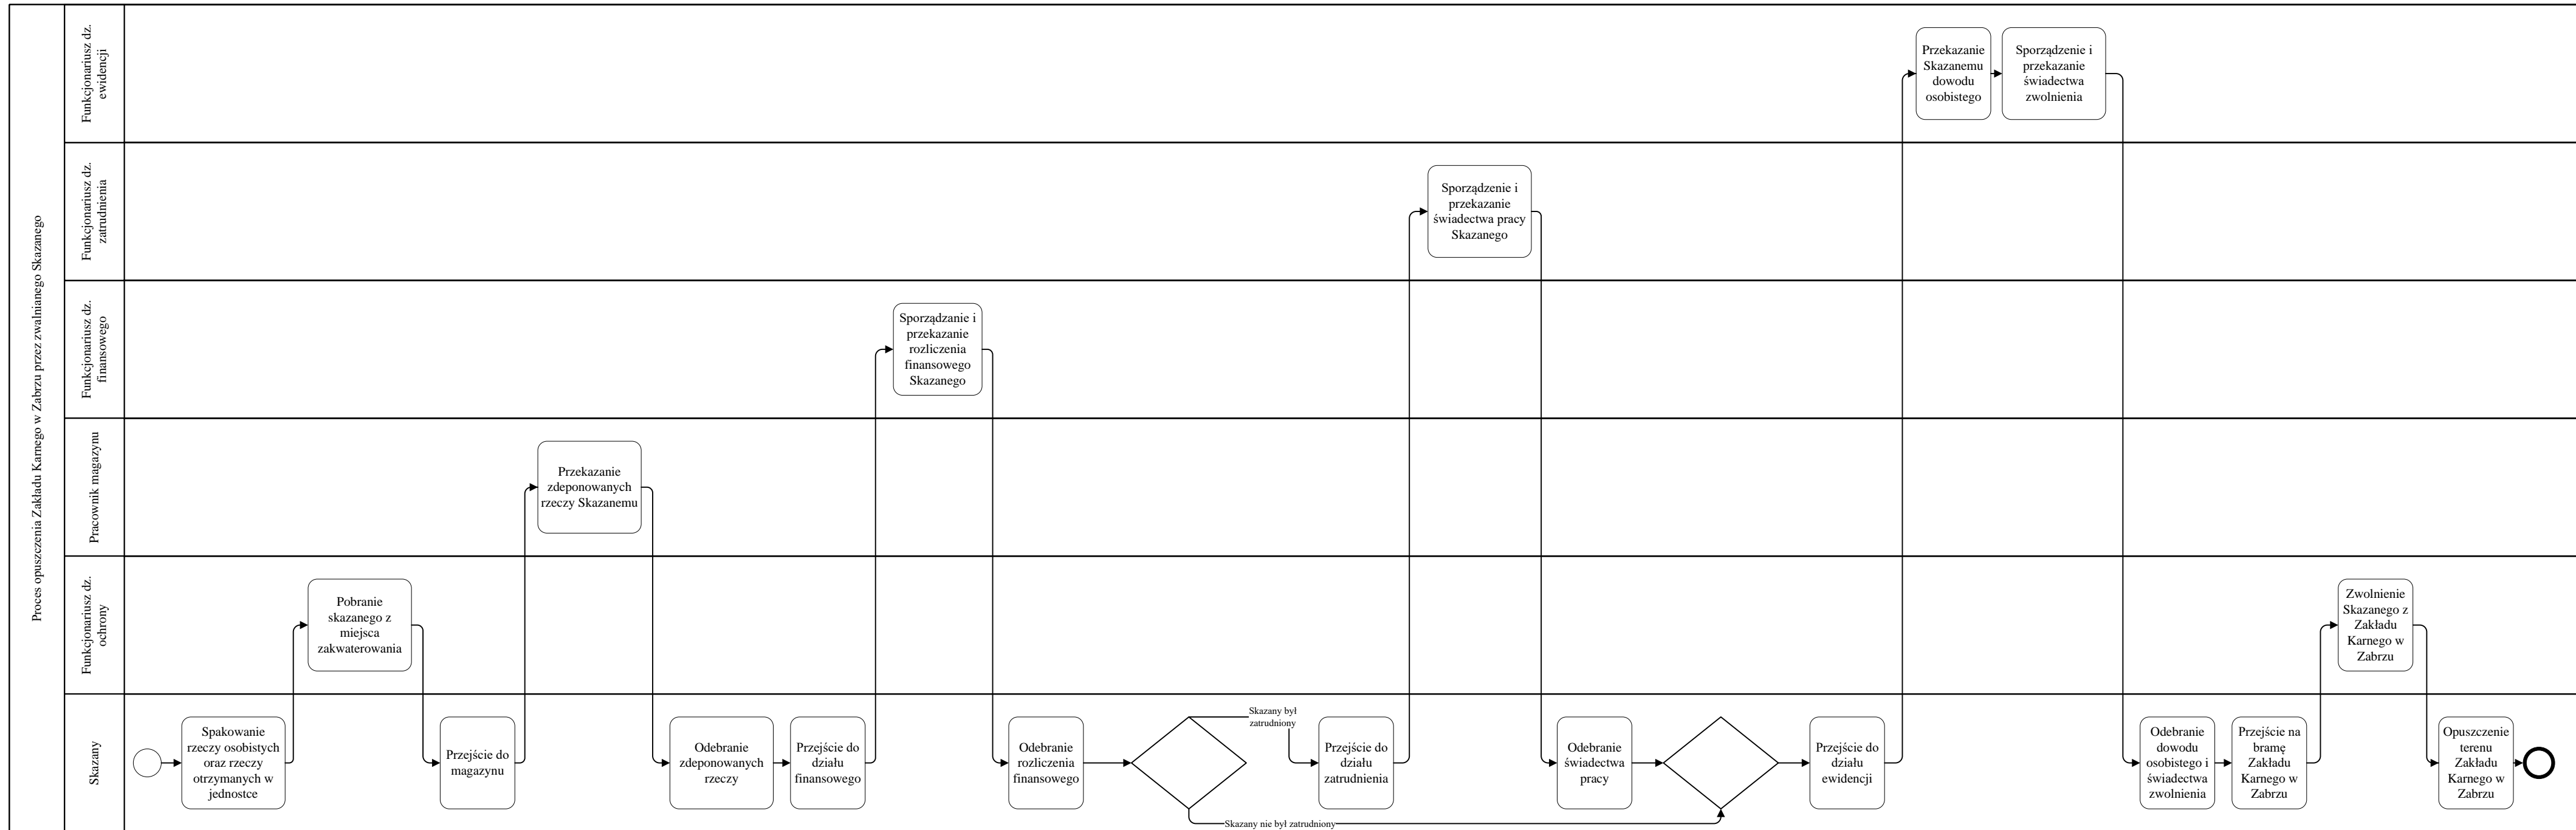 Proces opuszczenia Zakładu Karnego w Zabrzu przez zwalnianego Skazanego
Funkcjonariusz dz.
ewidencji
Przekazanie
Skazanemu
dowodu
osobistego
Sporządzenie i
przekazanie
świadectwa
zwolnienia
Funkcjonariusz dz.
zatrudnienia
Sporządzenie i
przekazanie
świadectwa pracy
Skazanego
Funkcjonariusz dz.
finansowego
Sporządzanie i
przekazanie
rozliczenia
finansowego
Skazanego
Pracownik magazynu
Przekazanie
zdeponowanych
rzeczy Skazanemu
Funkcjonariusz dz.
ochrony
Pobranie
skazanego z
miejsca
zakwaterowania
Zwolnienie
Skazanego z
Zakładu
Karnego w
Zabrzu
Skazany
Spakowanie
rzeczy osobistych
oraz rzeczy
otrzymanych w
jednostce
Przejście do
magazynu
Odebranie
zdeponowanych
rzeczy
Przejście do
działu
finansowego
Odebranie
rozliczenia
finansowego
Skazany był
zatrudniony
Skazany nie był zatrudniony
Przejście do
działu
zatrudnienia
Odebranie
świadectwa
pracy
Przejście do
działu
ewidencji
Odebranie
dowodu
osobistego i
świadectwa
zwolnienia
Przejście na
bramę
Zakładu
Karnego w
Zabrzu
Opuszczenie
terenu
Zakładu
Karnego w
Zabrzu